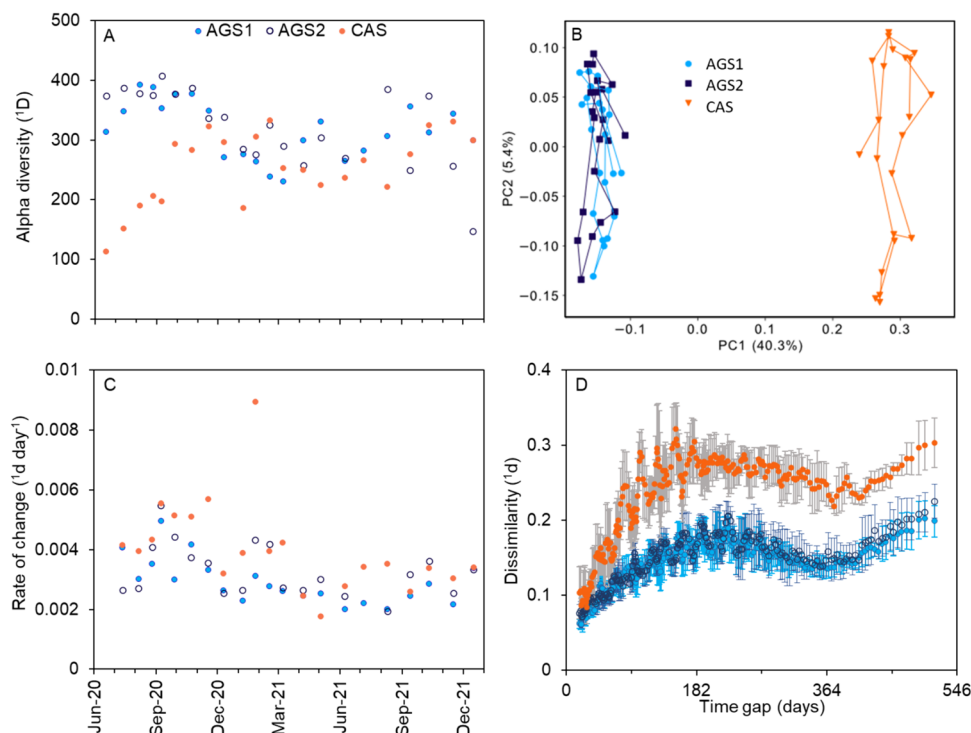 A
AGS1 AGS2 CAS
Alpha diversity (¹D)
500
400
300
200
100
0
Jun-20 Sep-20 Dec-20 Mar-21 Jun-21 Sep-21 Dec-21
B
AGS1
AGS2
CAS
PC2 (5.4%)
0.10
0.05
0.00
−0.05
−0.10
−0.15
−0.1 0.0 0.1 0.2 0.3
PC1 (40.3%)
C
Rate of change (¹d day⁻¹)
0.01
0.008
0.006
0.004
0.002
0
D
Dissimilarity (¹d)
0.4
0.3
0.2
0.1
0
0 182 364 546
Time gap (days)